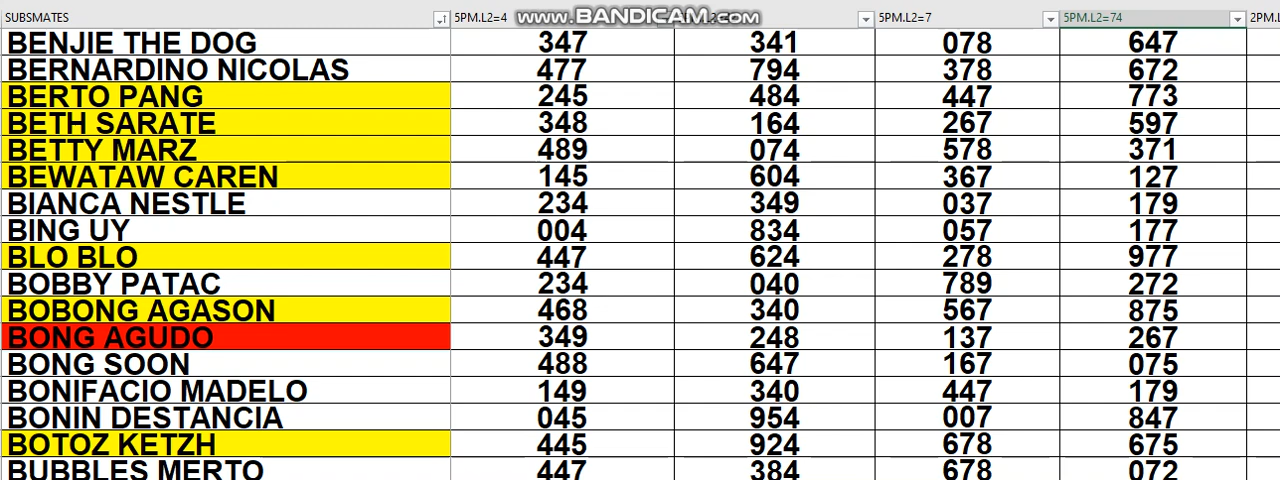 SUBSMATES 5PM.L2=4 www.BANDICAM.com 5PM.L2=7 5PM.L2=74 2PM.L
BENJIE THE DOG 347 341 078 647
BERNARDINO NICOLAS 477 794 378 672
BERTO PANG 245 484 447 773
BETH SARATE 348 164 267 597
BETTY MARZ 489 074 578 371
BEWATAW CAREN 145 604 367 127
BIANCA NESTLE 234 349 037 179
BING UY 004 834 057 177
BLO BLO 447 624 278 977
BOBBY PATAC 234 040 789 272
BOBONG AGASON 468 340 567 875
BONG AGUDO 349 248 137 267
BONG SOON 488 647 167 075
BONIFACIO MADELO 149 340 447 179
BONIN DESTANCIA 045 954 007 847
BOTOZ KETZH 445 924 678 675
BUBBLES MERTO 447 384 678 072